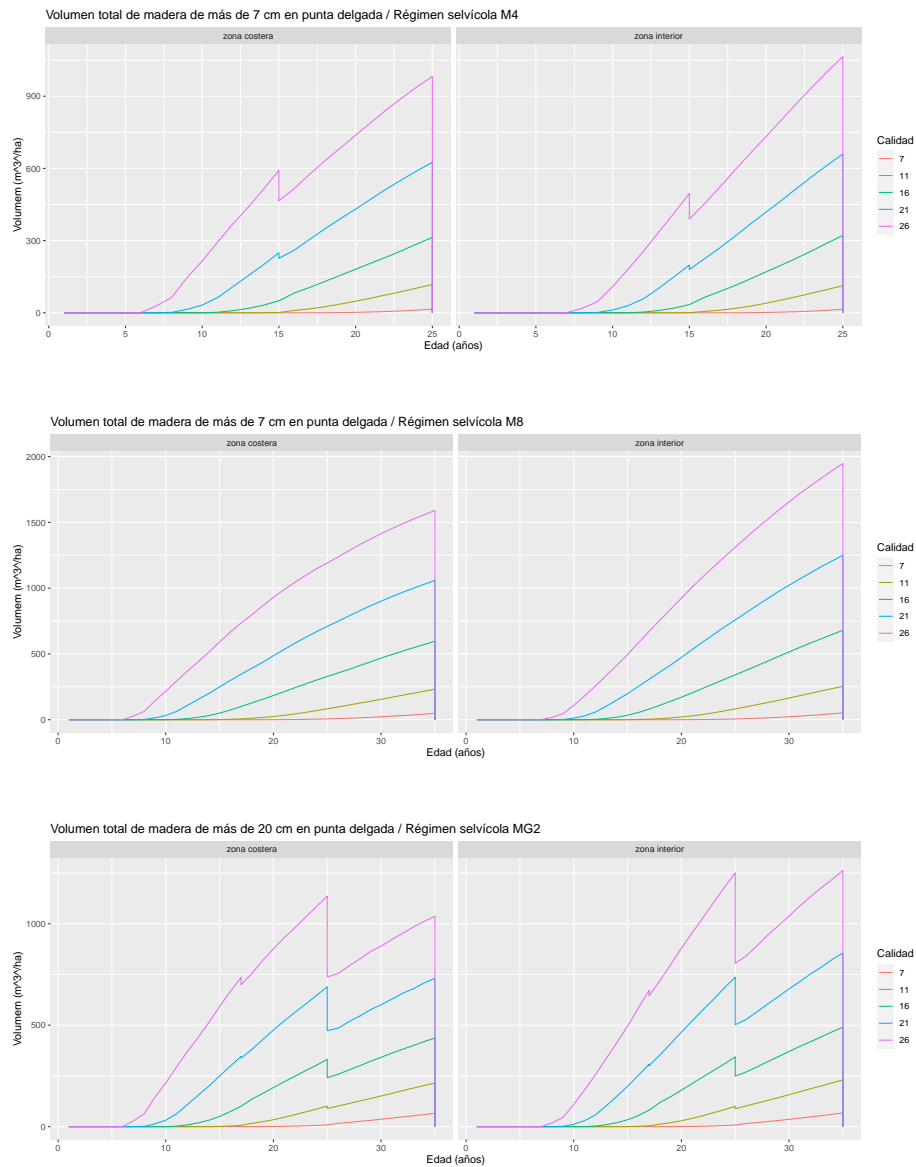 Volumen total de madera de más de 7 cm en punta delgada / Régimen selvícola M4
zona costera
zona interior
900
600
300
0
Volumem (m^3^/ha)
0 5 10 15 20 25
0 5 10 15 20 25
Edad (años)
Calidad
7
11
16
21
26
Volumen total de madera de más de 7 cm en punta delgada / Régimen selvícola M8
zona costera
zona interior
2000
1500
1000
500
0
Volumem (m^3^/ha)
0 10 20 30
0 10 20 30
Edad (años)
Calidad
7
11
16
21
26
Volumen total de madera de más de 20 cm en punta delgada / Régimen selvícola MG2
zona costera
zona interior
1000
500
0
Volumem (m^3^/ha)
0 10 20 30
0 10 20 30
Edad (años)
Calidad
7
11
16
21
26